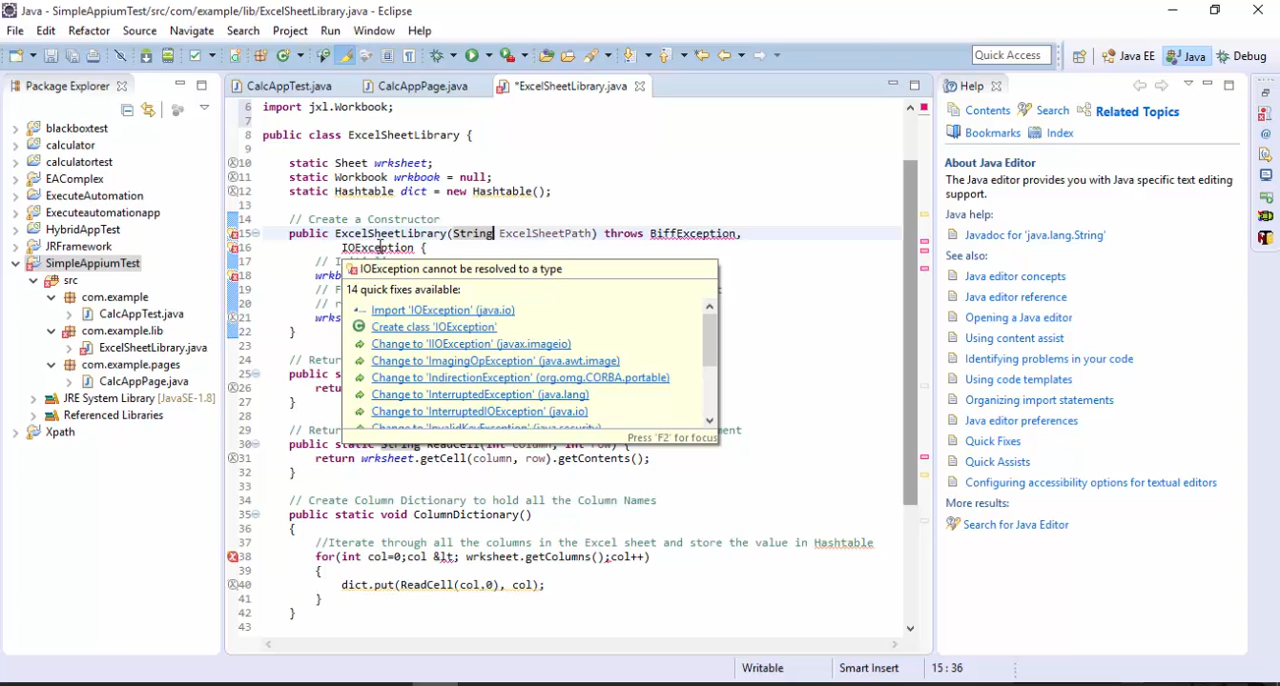 Java - SimpleAppiumTest/src/com/example/lib/ExcelSheetLibrary.java - Eclipse
File Edit Refactor Source Navigate Search Project Run Window Help
Quick Access Java EE Java Debug
Package Explorer
blackboxtest
calculator
calculatortest
EAComplex
ExecuteAutomation
Executeautomationapp
HybridAppTest
JRFramework
SimpleAppiumTest
src
com.example
CalcAppTest.java
com.example.lib
ExcelSheetLibrary.java
com.example.pages
CalcAppPage.java
JRE System Library [JavaSE-1.8]
Referenced Libraries
Xpath
CalcAppTest.java CalcAppPage.java *ExcelSheetLibrary.java
6 import jxl.Workbook;
7
8 public class ExcelSheetLibrary {
9
10 static Sheet wrksheet;
11 static Workbook wrkbook = null;
12 static Hashtable dict = new Hashtable();
13
14 // Create a Constructor
15 public ExcelSheetLibrary(String ExcelSheetPath) throws BiffException,
16 IOException {
17 // I
18 wrkb
19 // F
20 // r
21 wrks
22 }
23
24 // Retu
25 public s
26 retu
27 }
28
29 // Retu ment
30 public static String ReadCell(int column, int row) {
31 return wrksheet.getCell(column, row).getContents();
32 }
33
34 // Create Column Dictionary to hold all the Column Names
35 public static void ColumnDictionary()
36 {
37 //Iterate through all the columns in the Excel sheet and store the value in Hashtable
38 for(int col=0;col &lt; wrksheet.getColumns();col++)
39 {
40 dict.put(ReadCell(col,0), col);
41 }
42 }
43
IOException cannot be resolved to a type
14 quick fixes available:
Import 'IOException' (java.io)
Create class 'IOException'
Change to 'IIOException' (javax.imageio)
Change to 'ImagingOpException' (java.awt.image)
Change to 'IndirectionException' (org.omg.CORBA.portable)
Change to 'InterruptedException' (java.lang)
Change to 'InterruptedIOException' (java.io)
Change to 'InvalidKeyException' (java.security)
Press 'F2' for focus
Help
Contents Search Related Topics
Bookmarks Index
About Java Editor
The Java editor provides you with Java specific text editing
support.
Java help:
Javadoc for 'java.lang.String'
See also:
Java editor concepts
Java editor reference
Opening a Java editor
Using content assist
Identifying problems in your code
Using code templates
Organizing import statements
Java editor preferences
Quick Fixes
Quick Assists
Configuring accessibility options for textual editors
More results:
Search for Java Editor
Writable Smart Insert 15 : 36